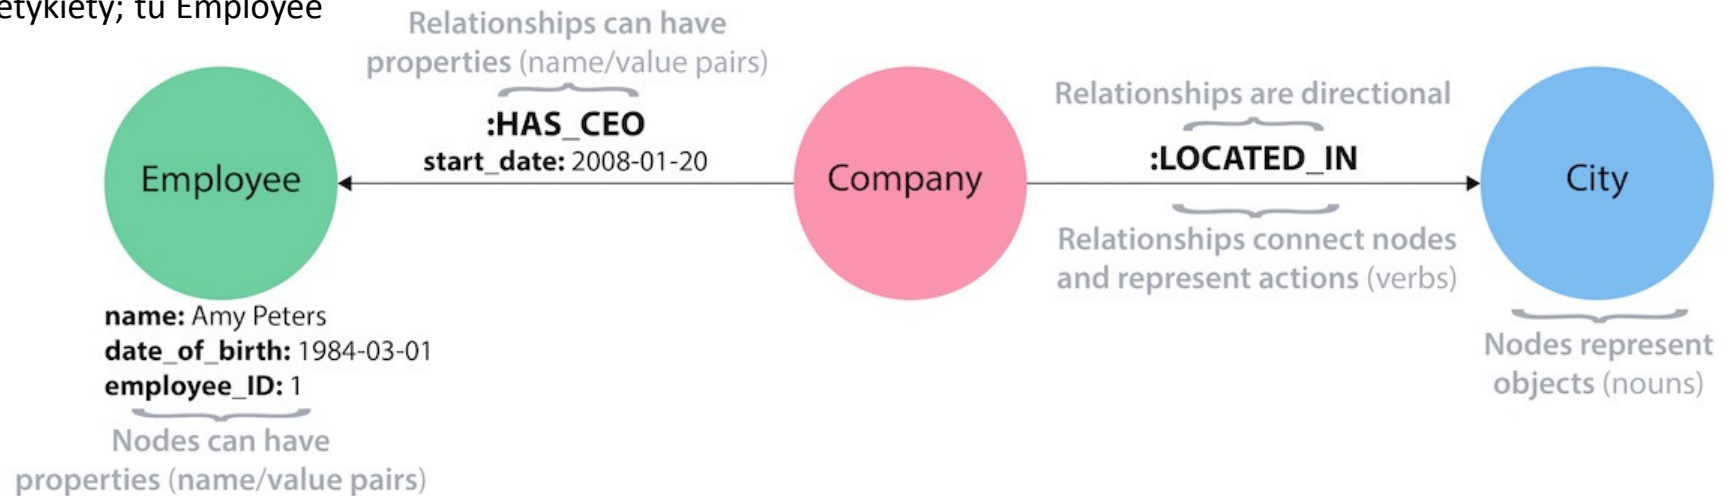 etykiety; tu Employee
Relationships can have
properties (name/value pairs)
:HAS_CEO
start_date: 2008-01-20
Employee
name: Amy Peters
date_of_birth: 1984-03-01
employee_ID: 1
Nodes can have
properties (name/value pairs)
Company
Relationships are directional
:LOCATED_IN
Relationships connect nodes
and represent actions (verbs)
City
Nodes represent
objects (nouns)